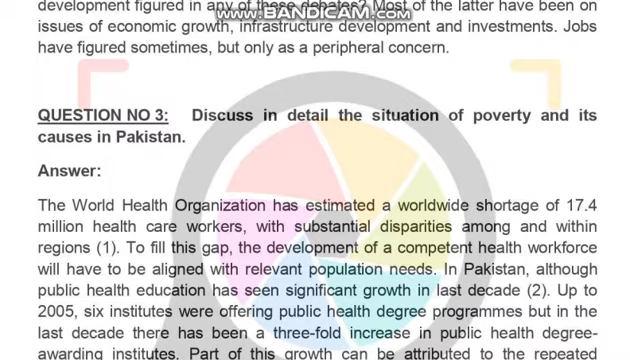 development figured in any of these debates? Most of the latter have been on
www.BANDICAM.com
issues of economic growth, infrastructure development and investments. Jobs
have figured sometimes, but only as a peripheral concern.
QUESTION NO 3: Discuss in detail the situation of poverty and its
causes in Pakistan.
Answer:
The World Health Organization has estimated a worldwide shortage of 17.4
million health care workers, with substantial disparities among and within
regions (1). To fill this gap, the development of a competent health workforce
will have to be aligned with relevant population needs. In Pakistan, although
public health education has seen significant growth in last decade (2). Up to
2005, six institutes were offering public health degree programmes but in the
last decade there has been a three-fold increase in public health degree-
awarding institutes. Part of this growth can be attributed to the repeated